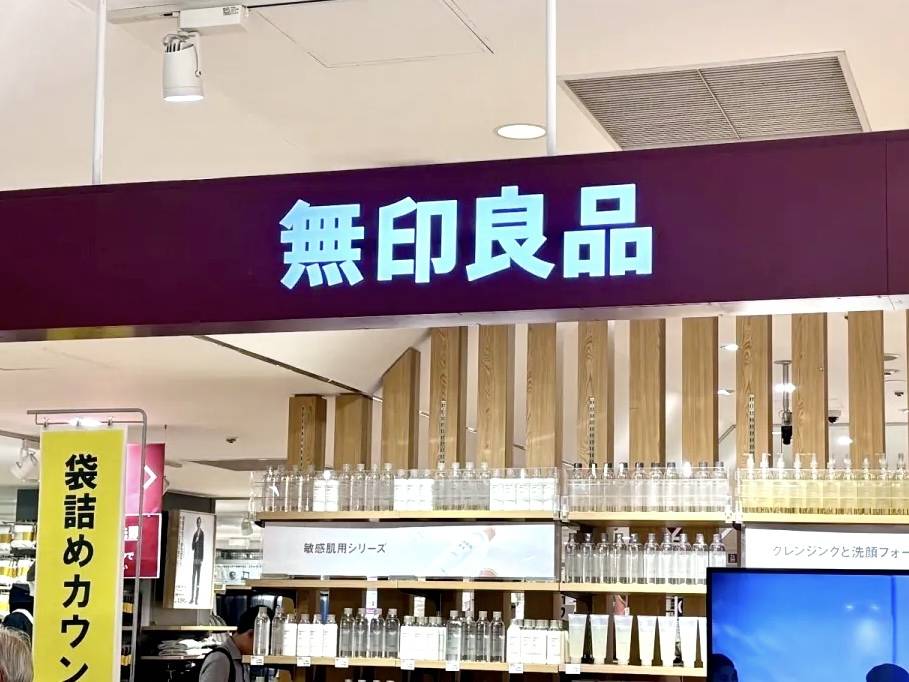 無印良品
袋詰めカウン
敏感肌用シリーズ
クレンジングと洗顔フォー